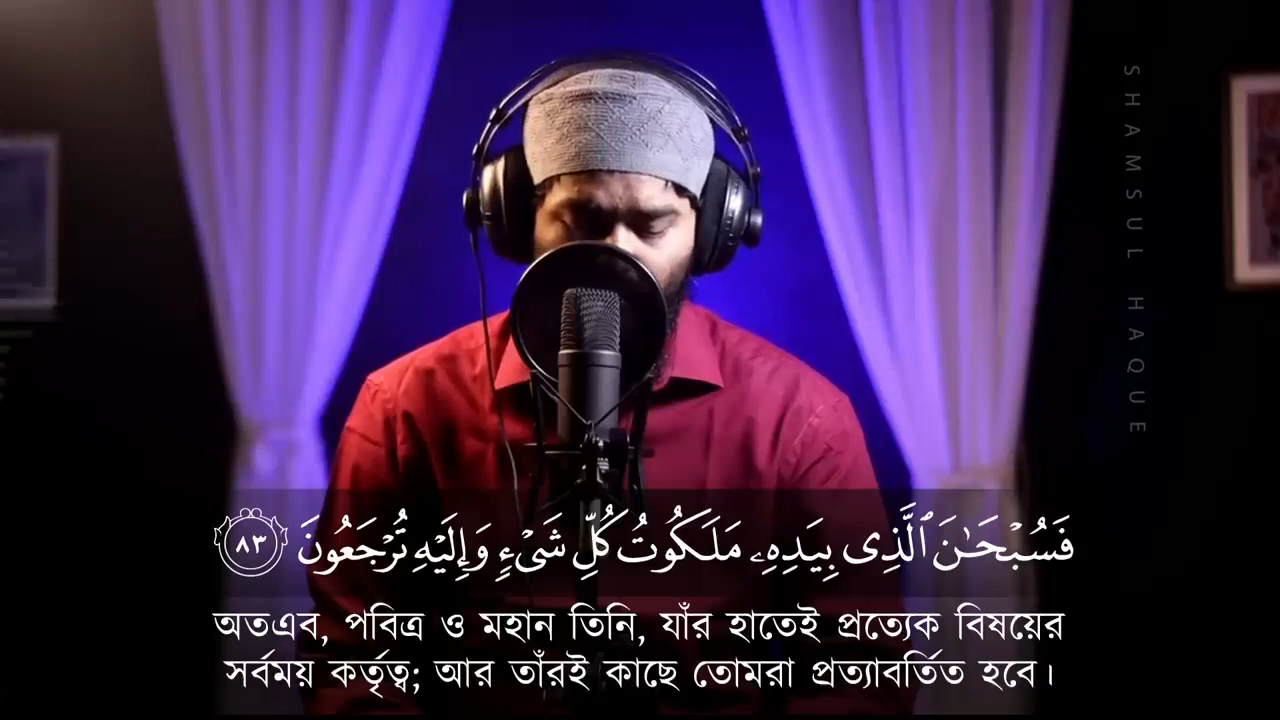 SHAMSUL HAQUE
فَسُبْحَـٰنَ ٱلَّذِى بِيَدِهِۦ مَلَكُوتُ كُلِّ شَىْءٍ وَإِلَيْهِ تُرْجَعُونَ ٨٣
অতএব, পবিত্র ও মহান তিনি, যাঁর হাতেই প্রত্যেক বিষয়ের
সর্বময় কর্তৃত্ব; আর তাঁরই কাছে তোমরা প্রত্যাবর্তিত হবে।